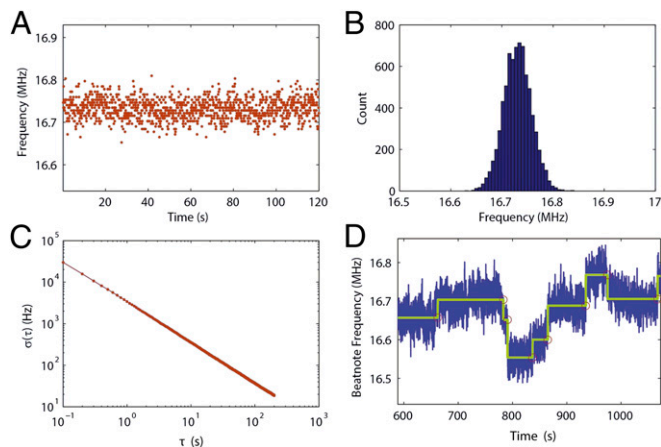 A
16.9
16.8
16.7
16.6
Frequency (MHz)
20 40 60 80 100 120
Time (s)
B
800
600
400
200
0
Count
16.5 16.6 16.7 16.8 16.9 17
Frequency (MHz)
C
10^5
10^4
10^3
10^2
10^1
σ(τ) (Hz)
10^-1 10^0 10^1 10^2 10^3
τ (s)
D
16.8
16.7
16.6
16.5
Beatnote Frequency (MHz)
600 700 800 900 1000
Time (s)